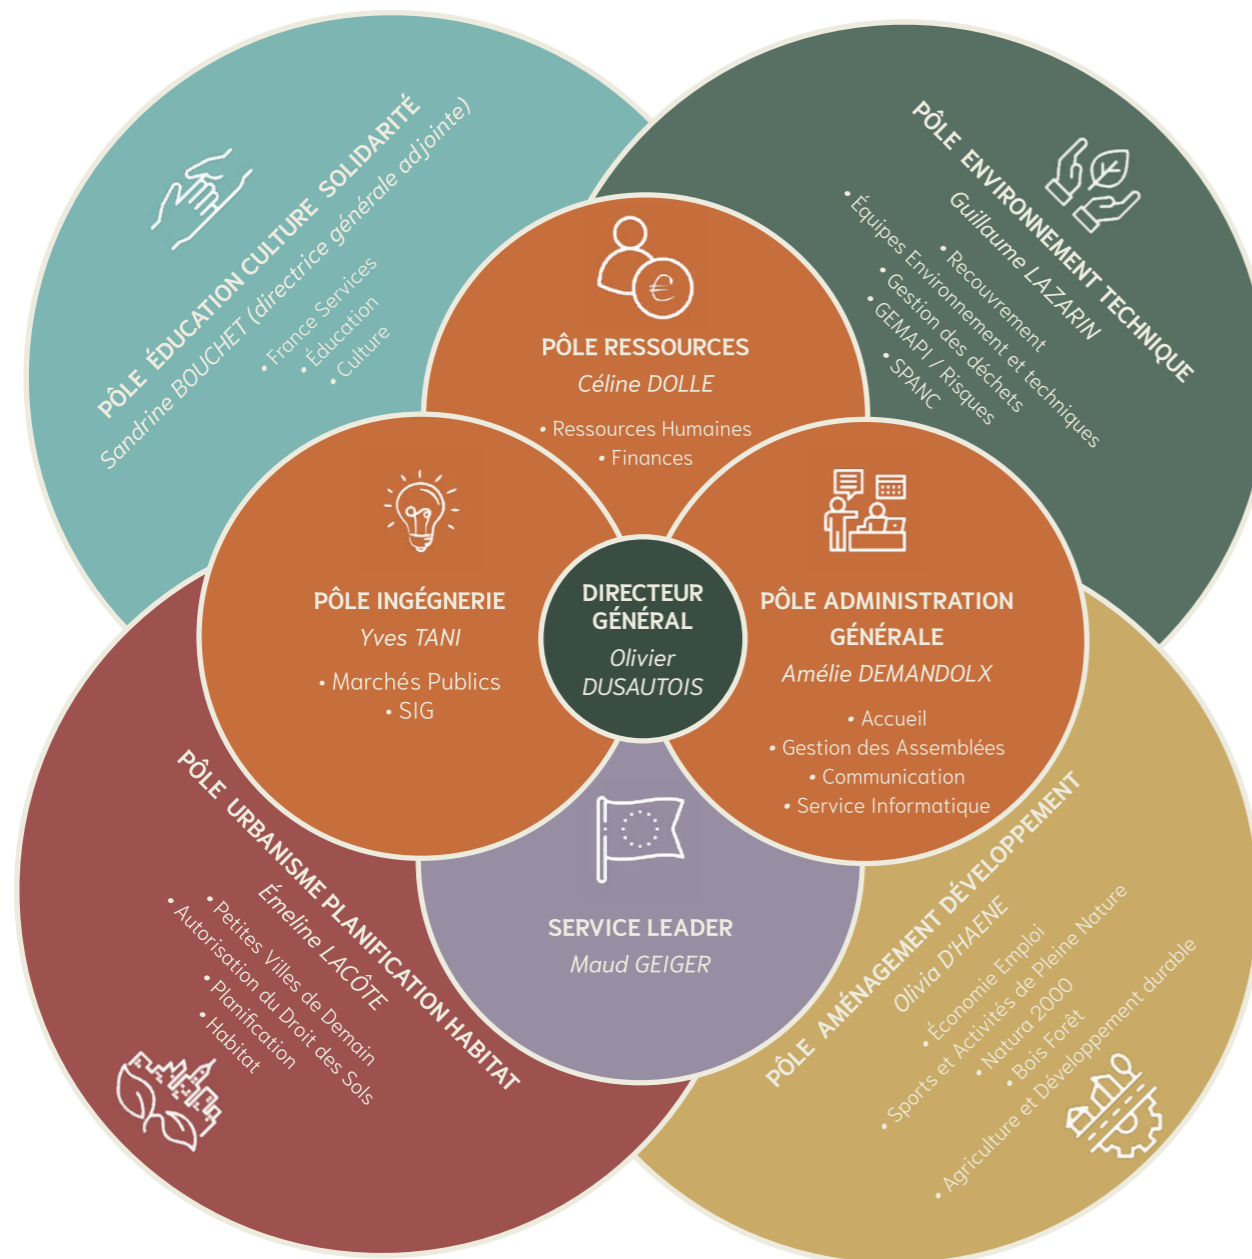 PÔLE ÉDUCATION CULTURE SOLIDARITÉ
Sandrine BOUCHET (directrice générale adjointe)
• France Services
• Éducation
• Culture
PÔLE ENVIRONNEMENT TECHNIQUE
Guillaume LAZARIN
• Recouvrement
• Équipes Environnement et techniques
• Gestion des déchets
• GEMAPI / Risques
• SPANC
€
PÔLE RESSOURCES
Céline DOLLE
• Ressources Humaines
• Finances
PÔLE INGÉGNERIE
Yves TANI
• Marchés Publics
• SIG
DIRECTEUR
GÉNÉRAL
Olivier
DUSAUTOIS
PÔLE ADMINISTRATION
GÉNÉRALE
Amélie DEMANDOLX
• Accueil
• Gestion des Assemblées
• Communication
• Service Informatique
SERVICE LEADER
Maud GEIGER
PÔLE URBANISME PLANIFICATION HABITAT
Émeline LACÔTE
• Petites Villes de Demain
• Autorisation du Droit des Sols
• Planification
• Habitat
PÔLE AMÉNAGEMENT DÉVELOPPEMENT
Olivia D'HAENE
• Économie Emploi
• Sports et Activités de Pleine Nature
• Natura 2000
• Bois Forêt
• Agriculture et Développement durable